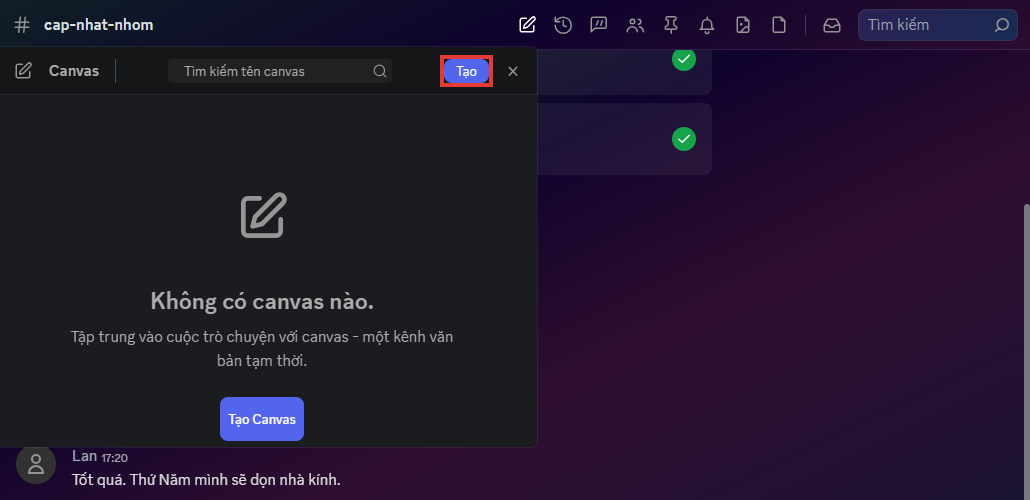 cap-nhat-nhom
Tìm kiếm
Canvas
Tìm kiếm tên canvas
Tạo
Không có canvas nào.
Tập trung vào cuộc trò chuyện với canvas - một kênh văn
bản tạm thời.
Tạo Canvas
Lan 17:20
Tốt quá. Thứ Năm mình sẽ dọn nhà kính.